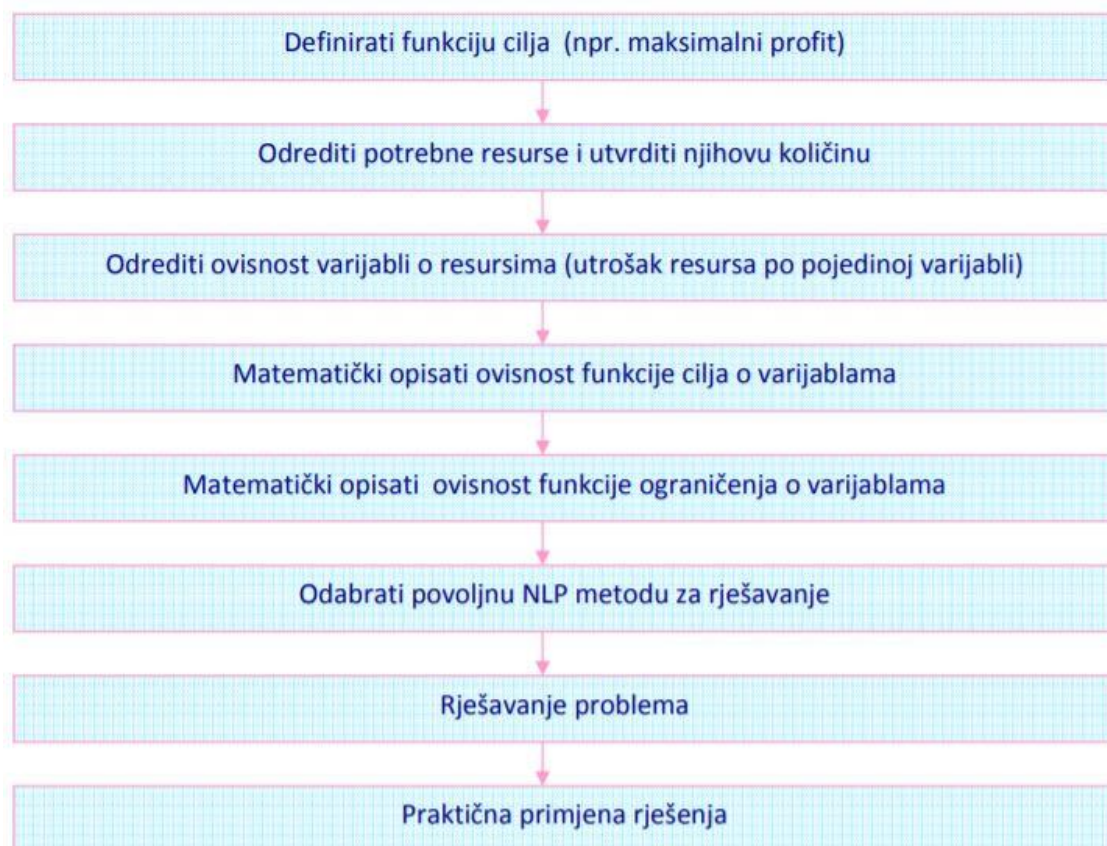 Definirati funkciju cilja (npr. maksimalni profit)
Odrediti potrebne resurse i utvrditi njihovu količinu
Odrediti ovisnost varijabli o resursima (utrošak resursa po pojedinoj varijabli)
Matematički opisati ovisnost funkcije cilja o varijablama
Matematički opisati ovisnost funkcije ograničenja o varijablama
Odabrati povoljnu NLP metodu za rješavanje
Rješavanje problema
Praktična primjena rješenja